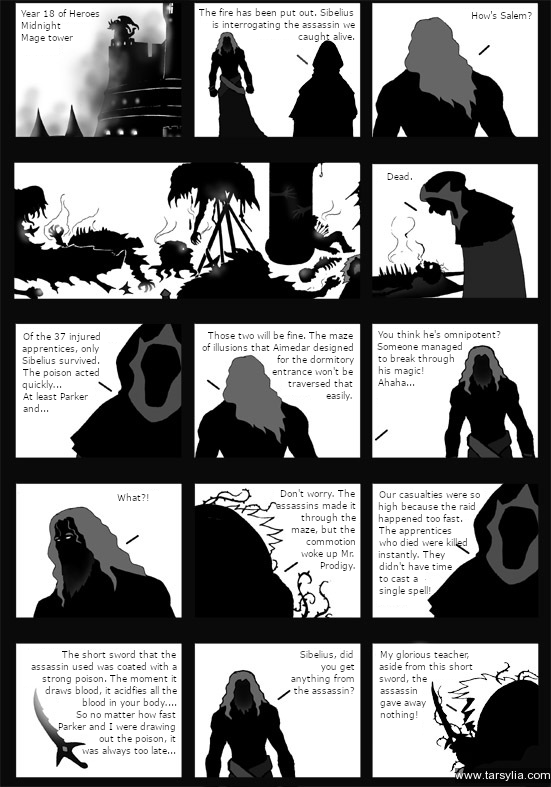 Year 18 of Heroes
Midnight
Mage tower
The fire has been put out. Sibelius
is interrogating the assassin we
caught alive.
How's Salem?
Dead.
Of the 37 injured
apprentices, only
Sibelius survived.
The poison acted
quickly...
At least Parker
and...
Those two will be fine. The maze
of illusions that Aimedar designed
for the dormitory
entrance won't be
traversed that
easily.
You think he's omnipotent?
Someone managed
to break through
his magic!
Ahaha...
What?!
Don't worry. The
assassins made it
through the
maze, but the
commotion
woke up Mr.
Prodigy.
Our casualties were so
high because the raid
happened too fast.
The apprentices
who died were killed
instantly. They
didn't have time
to cast a
single spell!
The short sword that the
assassin used was coated with a
strong poison. The moment it
draws blood, it acidfies all the
blood in your body....
So no matter how fast
Parker and I were drawing
out the poison, it
was always too late...
Sibelius, did
you get
anything from
the assassin?
My glorious teacher,
aside from this short
sword, the
assassin
gave away
nothing!
www.tarsylia.com